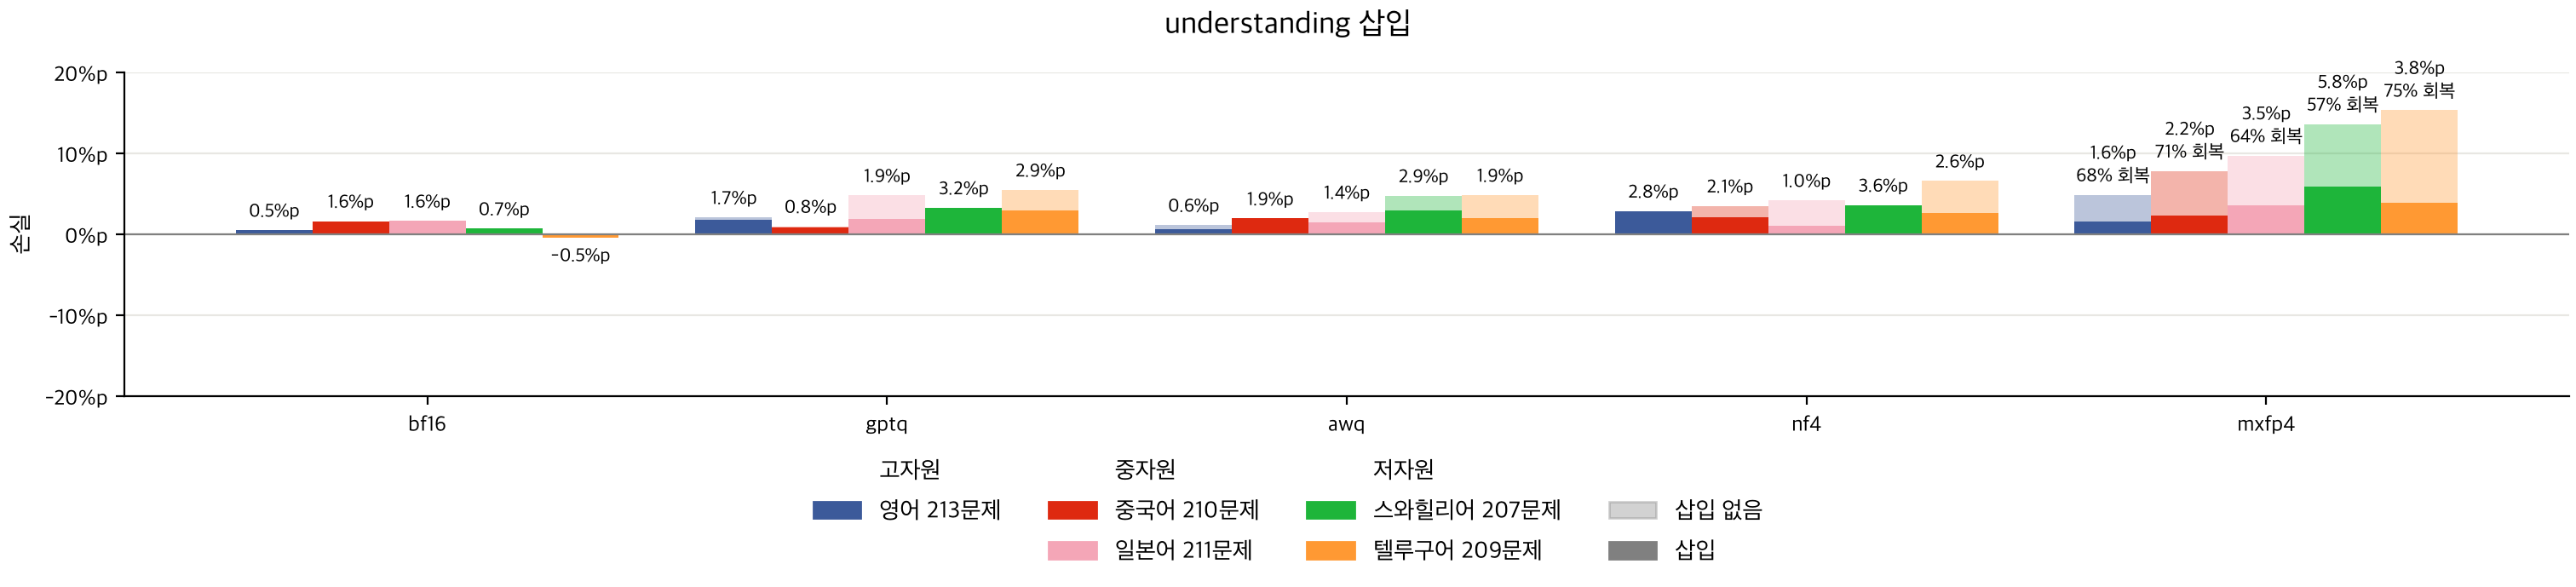 understanding 삽입
손실
20%p
10%p
0%p
-10%p
-20%p
0.5%p
1.6%p
1.6%p
0.7%p
-0.5%p
1.7%p
0.8%p
1.9%p
3.2%p
2.9%p
0.6%p
1.9%p
1.4%p
2.9%p
1.9%p
2.8%p
2.1%p
1.0%p
3.6%p
2.6%p
1.6%p
68% 회복
2.2%p
71% 회복
3.5%p
64% 회복
5.8%p
57% 회복
3.8%p
75% 회복
bf16
gptq
awq
nf4
mxfp4
고자원
중자원
저자원
영어 213문제
중국어 210문제
스와힐리어 207문제
삽입 없음
일본어 211문제
텔루구어 209문제
삽입